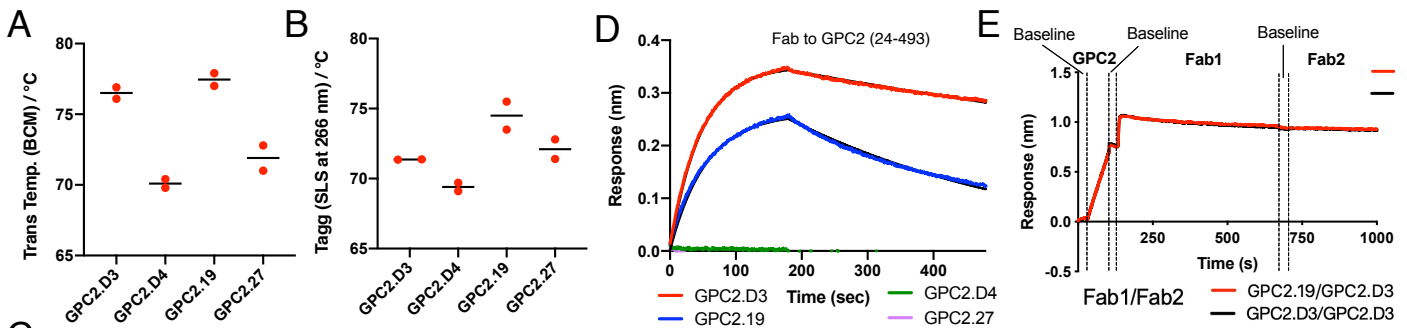 A
80
75
70
65
Trans Temp. (BCM) / °C
GPC2.D3
GPC2.D4
GPC2.19
GPC2.27
B
80
75
70
65
Tagg (SLS at 266 nm) / °C
GPC2.D3
GPC2.D4
GPC2.19
GPC2.27
D
Fab to GPC2 (24-493)
0.4
0.3
0.2
0.1
0.0
Response (nm)
0
100
200
300
400
Time (sec)
GPC2.D3
GPC2.19
GPC2.D4
GPC2.27
E
Baseline
Baseline
Baseline
GPC2
Fab1
Fab2
1.5
1.0
0.5
0.0
-0.5
Response (nm)
250
500
750
1000
Time (s)
Fab1/Fab2
GPC2.19/GPC2.D3
GPC2.D3/GPC2.D3